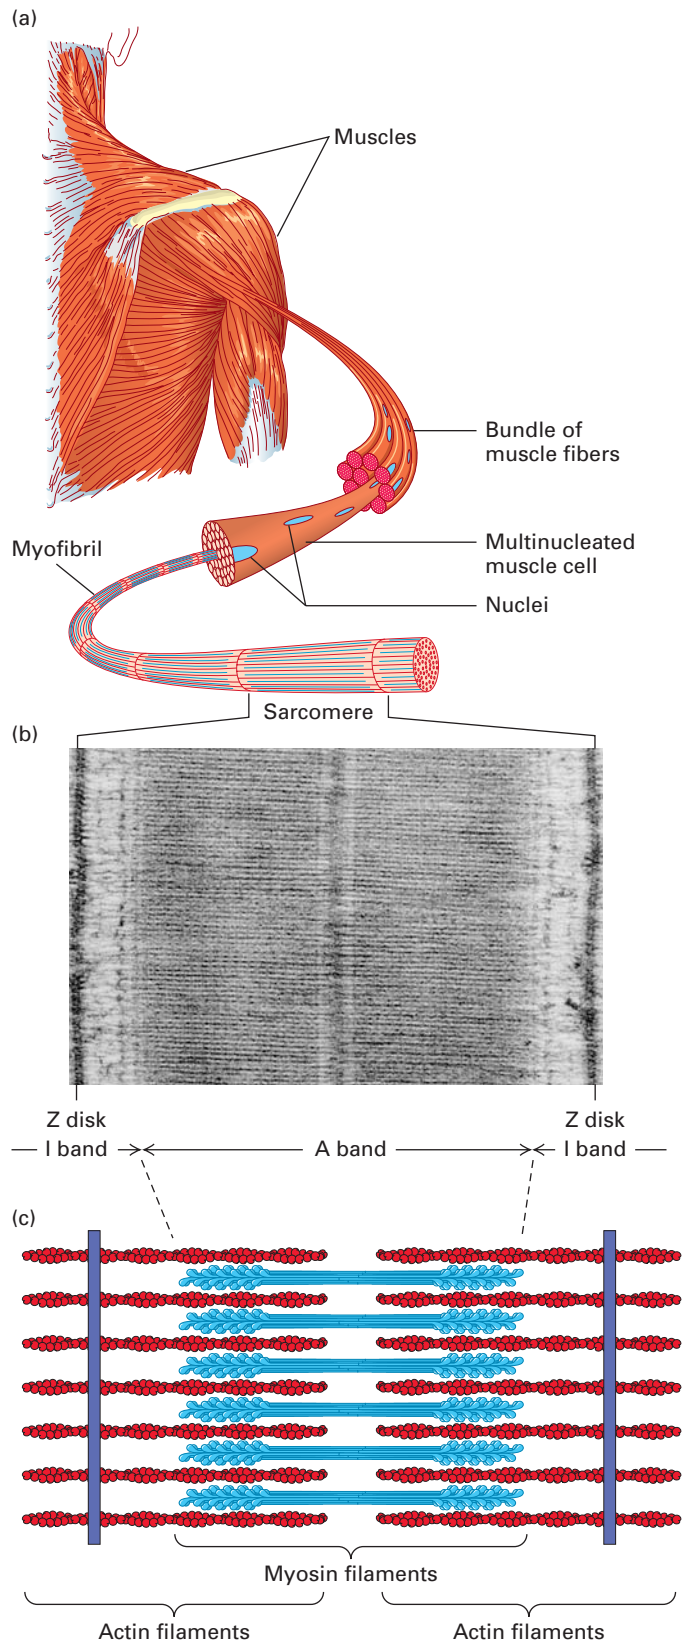 (a)
Muscles
Bundle of
muscle fibers
Myofibril
Multinucleated
muscle cell
Nuclei
Sarcomere
(b)
Z disk
Z disk
I band
A band
I band
(c)
Myosin filaments
Actin filaments
Actin filaments